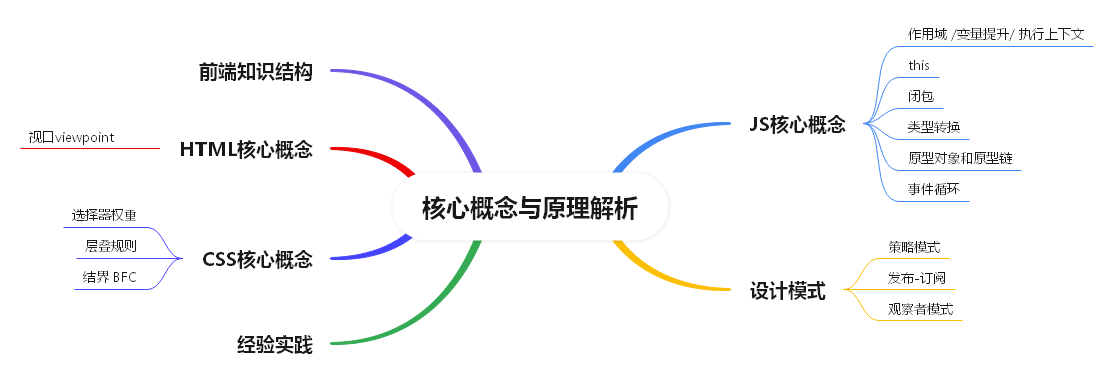 核心概念与原理解析
前端知识结构
HTML核心概念
视口viewpoint
CSS核心概念
选择器权重
层叠规则
结界 BFC
经验实践
JS核心概念
作用域 /变量提升/ 执行上下文
this
闭包
类型转换
原型对象和原型链
事件循环
设计模式
策略模式
发布-订阅
观察者模式